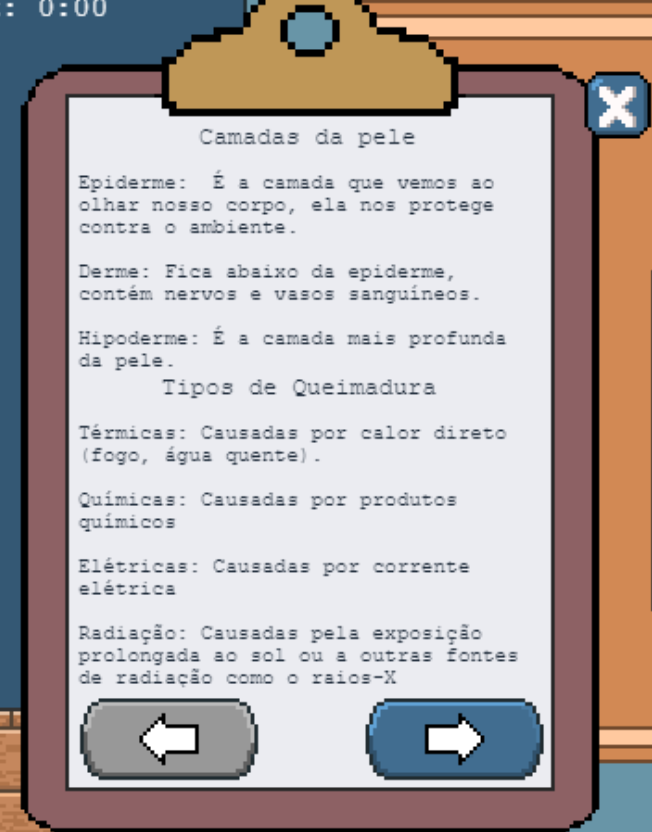 : 0:00
Camadas da pele
Epiderme: É a camada que vemos ao
olhar nosso corpo, ela nos protege
contra o ambiente.
Derme: Fica abaixo da epiderme,
contém nervos e vasos sanguíneos.
Hipoderme: É a camada mais profunda
da pele.
Tipos de Queimadura
Térmicas: Causadas por calor direto
(fogo, água quente).
Químicas: Causadas por produtos
químicos
Elétricas: Causadas por corrente
elétrica
Radiação: Causadas pela exposição
prolongada ao sol ou a outras fontes
de radiação como o raios-X